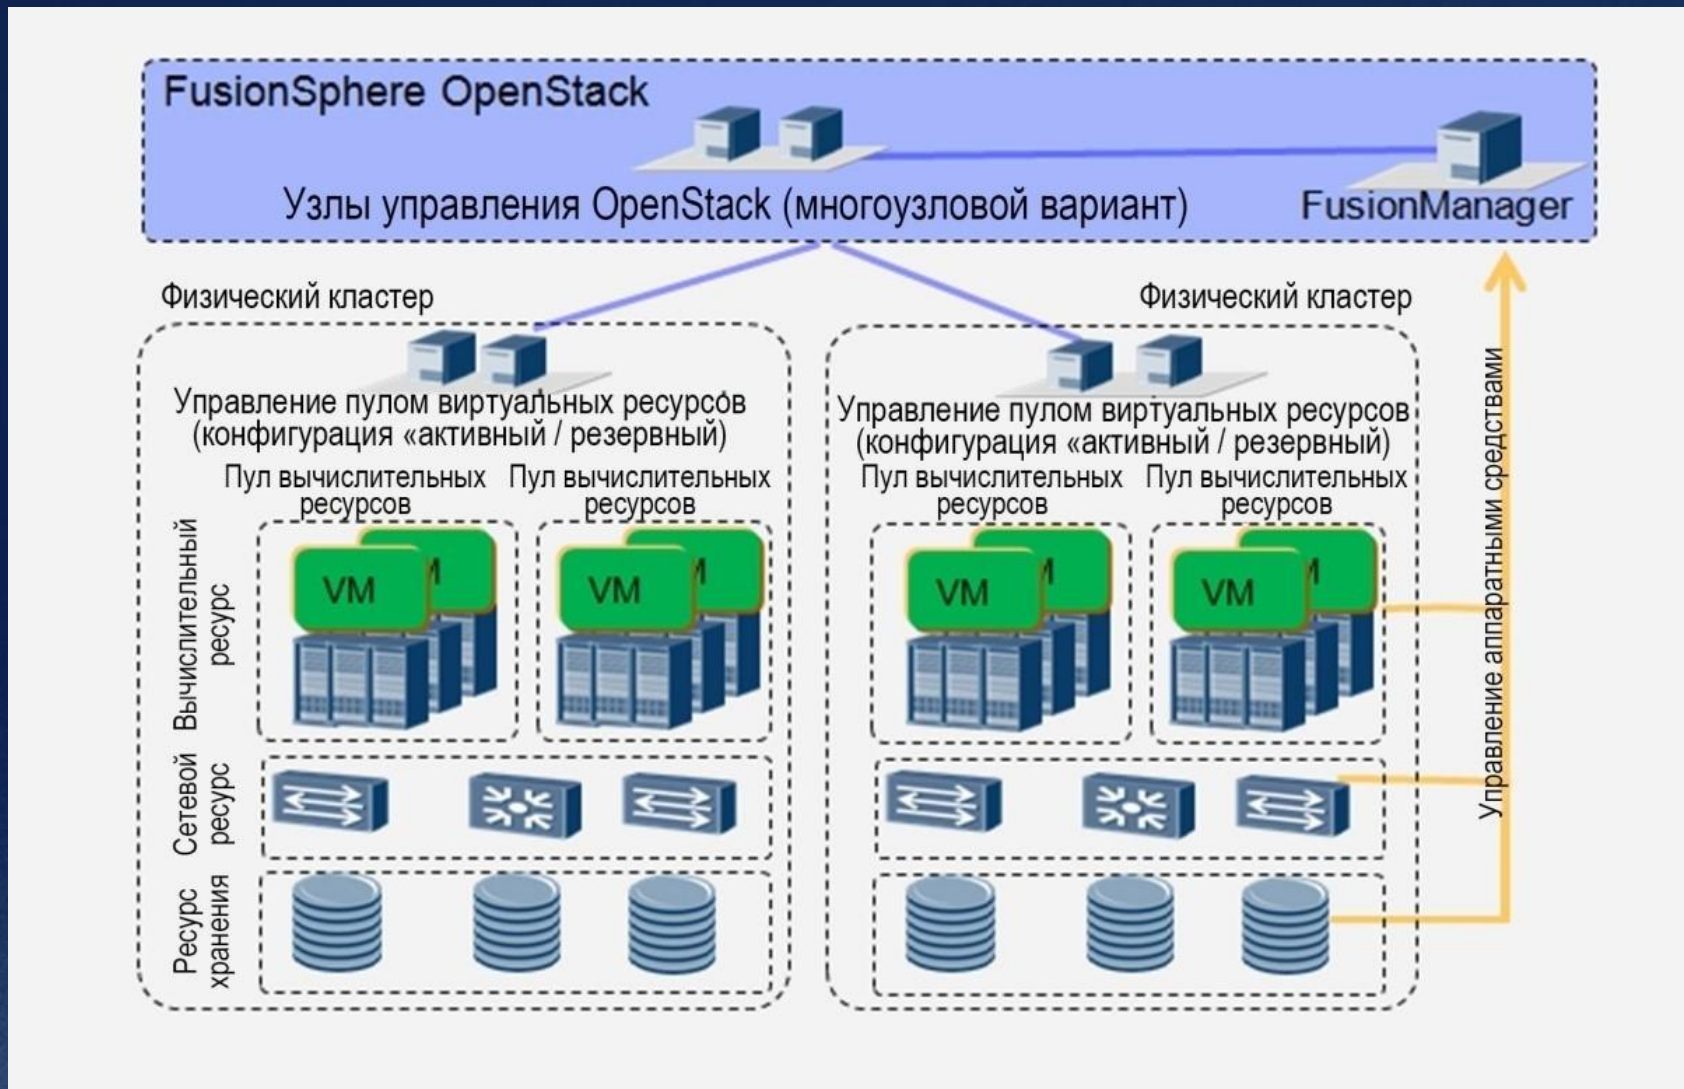 FusionSphere OpenStack
Узлы управления OpenStack (многоузловой вариант)
FusionManager
Физический кластер
Управление пулом виртуальных ресурсов
(конфигурация «активный / резервный)
Пул вычислительных
ресурсов
Пул вычислительных
ресурсов
Вычислительный
ресурс
VM
VM
Сетевой
ресурс
Ресурс
хранения
Физический кластер
Управление пулом виртуальных ресурсов
(конфигурация «активный / резервный)
Пул вычислительных
ресурсов
Пул вычислительных
ресурсов
VM
VM
Управление аппаратными средствами